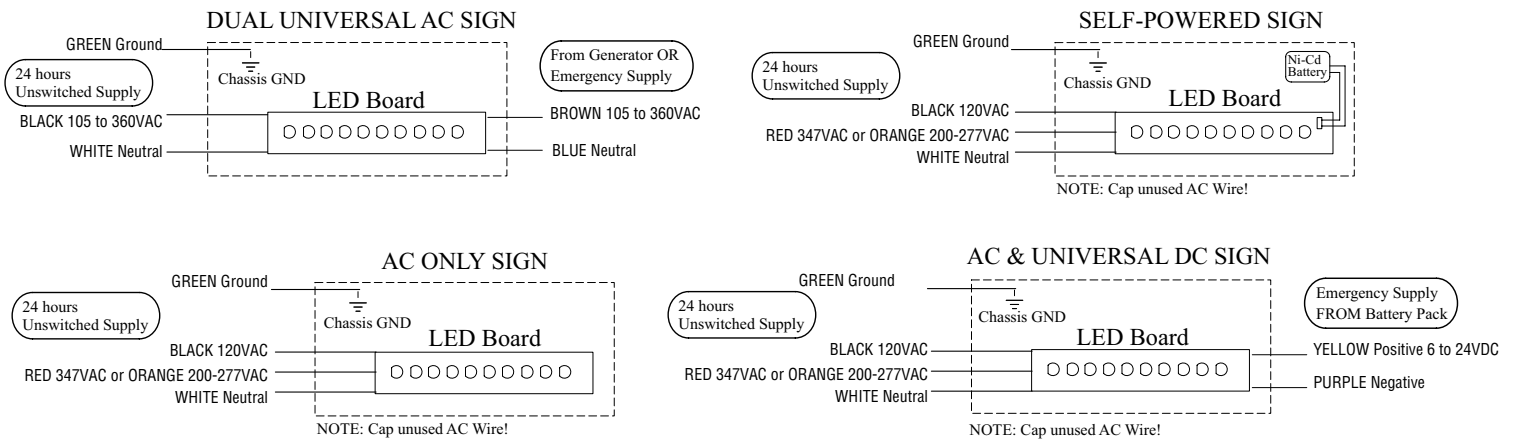 DUAL UNIVERSAL AC SIGN
GREEN Ground
24 hours
Unswitched Supply
Chassis GND
From Generator OR
Emergency Supply
LED Board
BLACK 105 to 360VAC
BROWN 105 to 360VAC
WHITE Neutral
BLUE Neutral
SELF-POWERED SIGN
GREEN Ground
24 hours
Unswitched Supply
Chassis GND
Ni-Cd
Battery
LED Board
BLACK 120VAC
RED 347VAC or ORANGE 200-277VAC
WHITE Neutral
NOTE: Cap unused AC Wire!
AC ONLY SIGN
GREEN Ground
24 hours
Unswitched Supply
Chassis GND
LED Board
BLACK 120VAC
RED 347VAC or ORANGE 200-277VAC
WHITE Neutral
NOTE: Cap unused AC Wire!
AC & UNIVERSAL DC SIGN
GREEN Ground
24 hours
Unswitched Supply
Chassis GND
Emergency Supply
FROM Battery Pack
LED Board
BLACK 120VAC
YELLOW Positive 6 to 24VDC
RED 347VAC or ORANGE 200-277VAC
PURPLE Negative
WHITE Neutral
NOTE: Cap unused AC Wire!